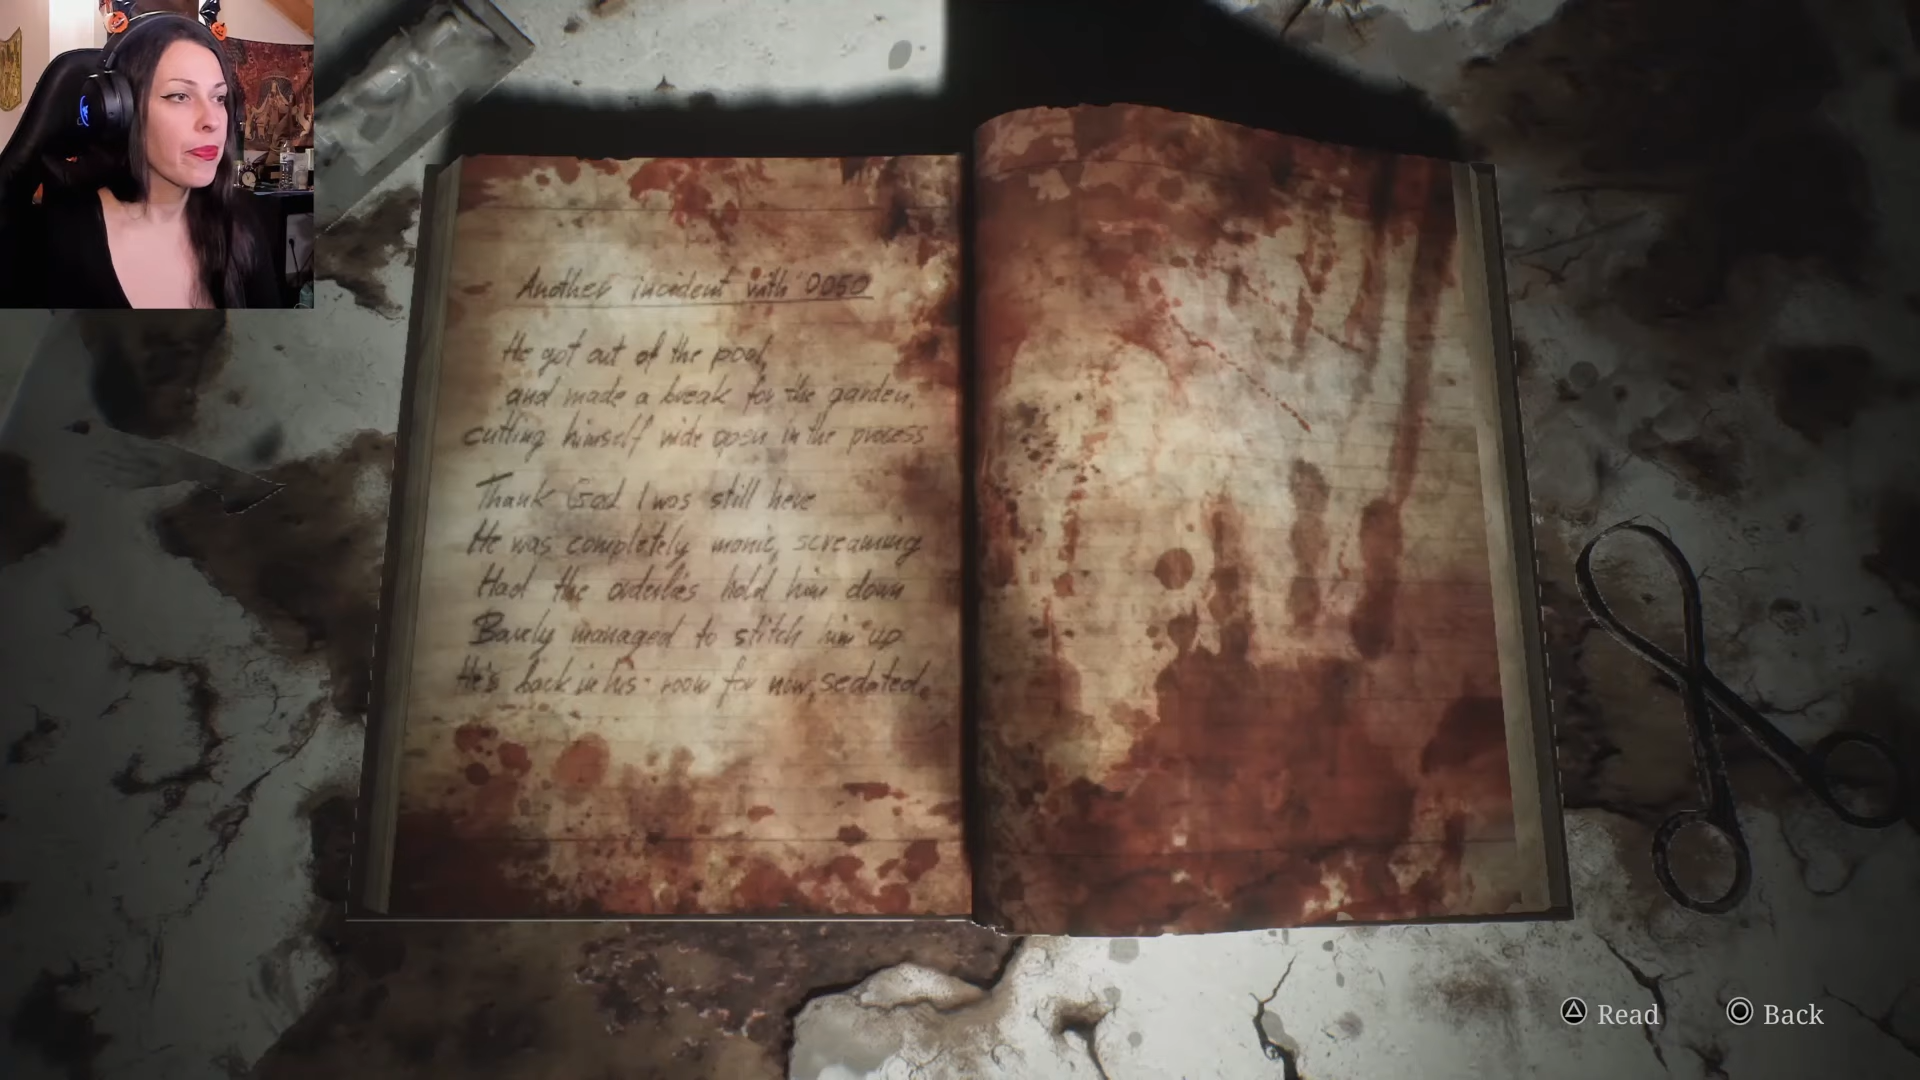 Another incident with 0050
He got out of the pool,
and made a break for the garden,
cutting himself wide open in the process
Thank God I was still here
He was completely manic, screaming
Had the orderlies hold him down
Barely managed to stitch him up
He's back in his room for now, sedated.
Read
Back